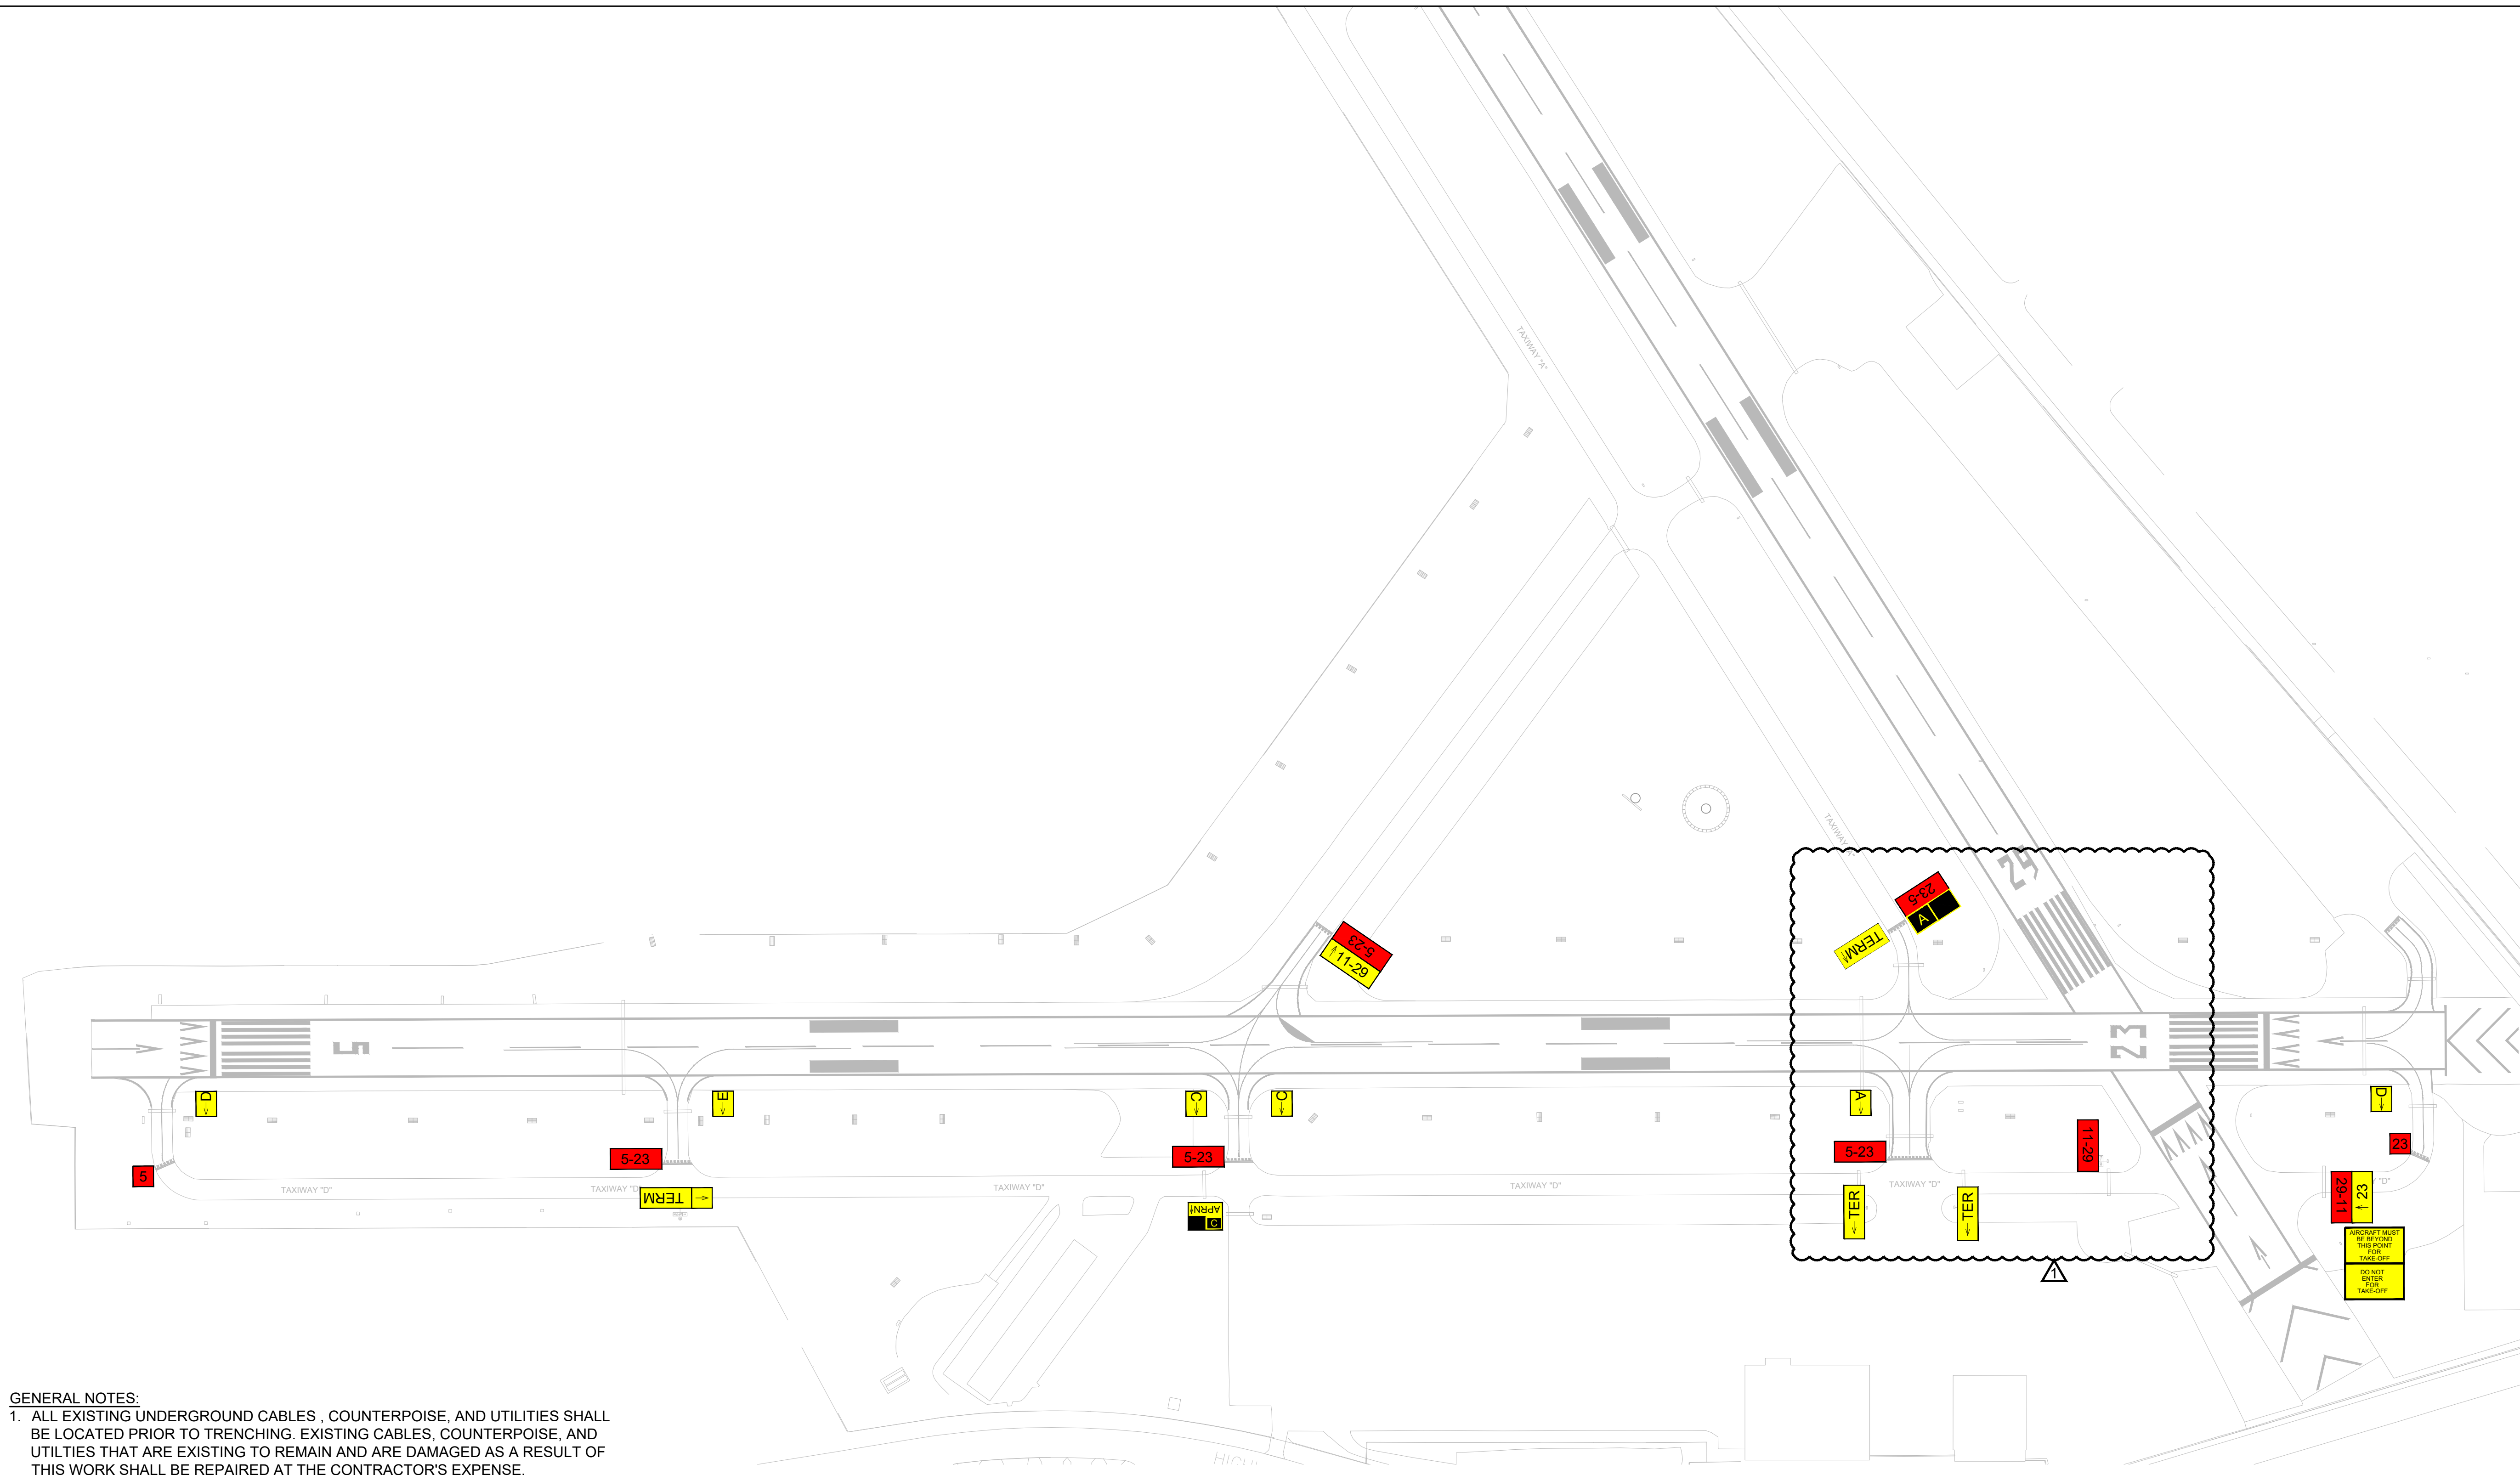 TAXIWAY "A"
TAXIWAY "A"
29
23-5
A
TERM
5-23
↑11-29
5
23
D
↓
E
↓
C
↓
C
↓
A
↓
D
↓
5
5-23
5-23
5-23
11-29
23
TAXIWAY "D"
TAXIWAY "D"
TAXIWAY "D"
TAXIWAY "D"
TAXIWAY "D"
"D"
TERM →
APRN
C
TER
↓
TER
↓
29-11
23
←
AIRCRAFT MUST
BE BEYOND
THIS POINT
FOR
TAKE-OFF
DO NOT
ENTER
FOR
TAKE-OFF
1
GENERAL NOTES:
1. ALL EXISTING UNDERGROUND CABLES , COUNTERPOISE, AND UTILITIES SHALL
BE LOCATED PRIOR TO TRENCHING. EXISTING CABLES, COUNTERPOISE, AND
UTILTIES THAT ARE EXISTING TO REMAIN AND ARE DAMAGED AS A RESULT OF
THIS WORK SHALL BE REPAIRED AT THE CONTRACTOR'S EXPENSE.